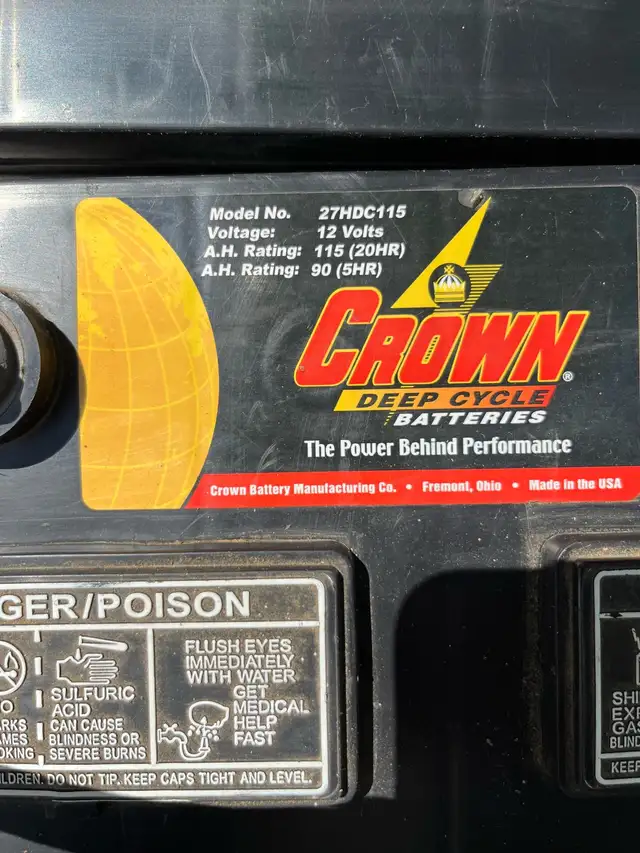 Model No. 27HDC115
Voltage: 12 Volts
A.H. Rating: 115 (20HR)
A.H. Rating: 90 (5HR)
CROWN®
DEEP CYCLE
BATTERIES
The Power Behind Performance
Crown Battery Manufacturing Co. • Fremont, Ohio • Made in the USA
GER/POISON
SULFURIC
ACID
CAN CAUSE
BLINDNESS OR
SEVERE BURNS
FLUSH EYES
IMMEDIATELY
WITH WATER
GET
MEDICAL
HELP
FAST
DO NOT TIP. KEEP CAPS TIGHT AND LEVEL.
KEEP